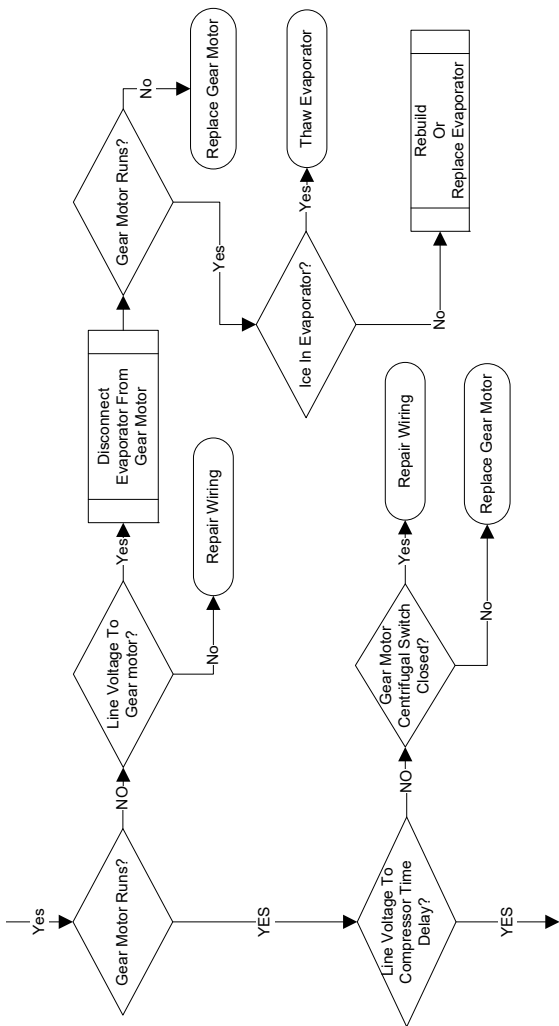 Yes
Gear Motor Runs?
NO
Line Voltage To
Gear motor?
Yes
Disconnect
Evaporator From
Gear Motor
Gear Motor Runs?
No
Replace Gear Motor
No
Repair Wiring
Yes
Ice In Evaporator?
Yes
Thaw Evaporator
No
Rebuild
Or
Replace Evaporator
YES
Line Voltage To
Compressor Time
Delay?
NO
Gear Motor
Centrifugal Switch
Closed?
Yes
Repair Wiring
No
Replace Gear Motor
YES